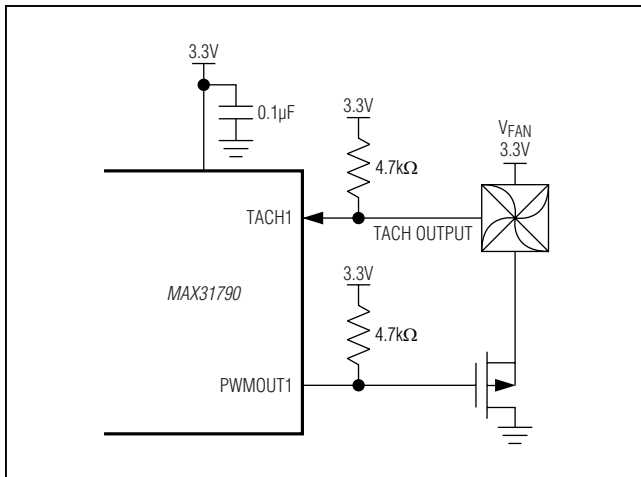 3.3V
0.1µF
3.3V
4.7kΩ
VFAN
3.3V
TACH1
TACH OUTPUT
MAX31790
3.3V
4.7kΩ
PWMOUT1